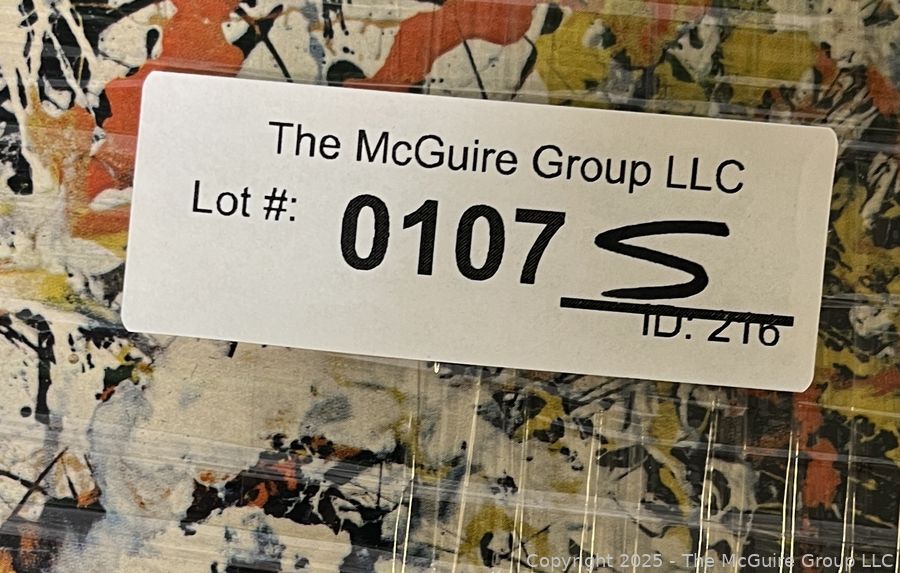 The McGuire Group LLC
Lot #: 0107 S
ID: 216
Copyright 2025 - The McGuire Group LLC